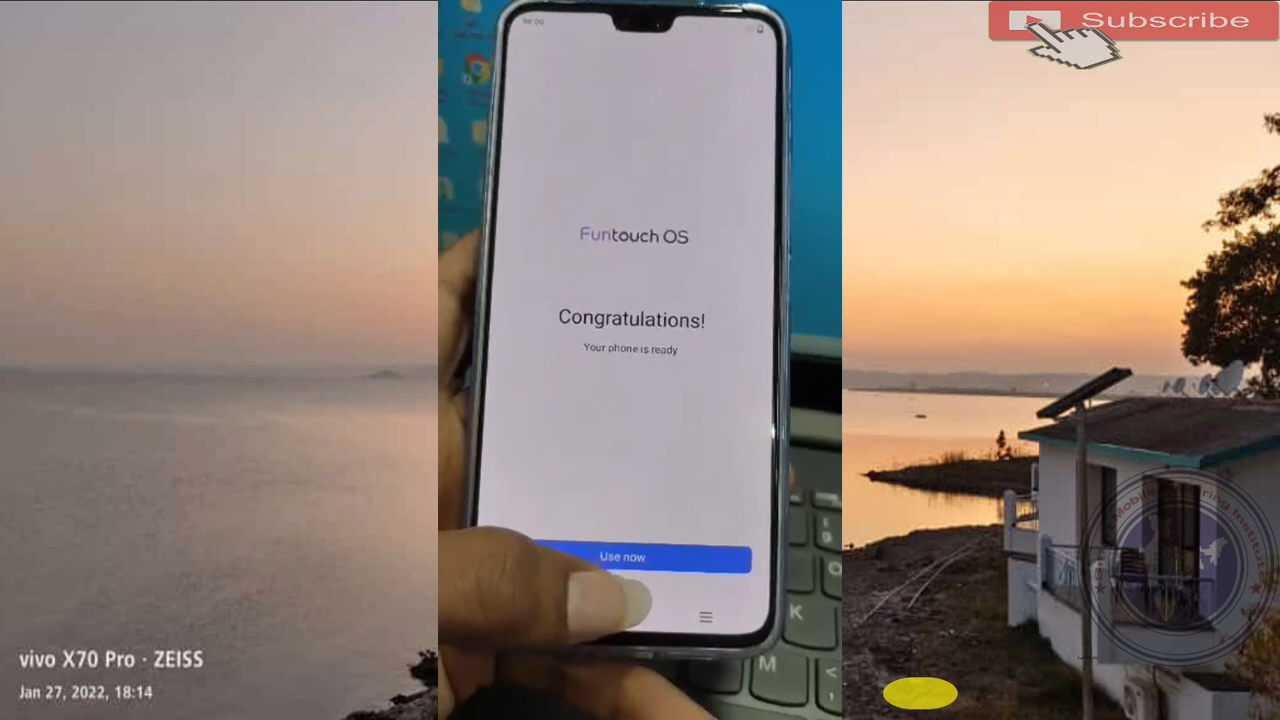 Subscribe
Funtouch OS
Congratulations!
Your phone is ready
Use now
K
M
vivo X70 Pro · ZEISS
Jan 27, 2022, 18:14